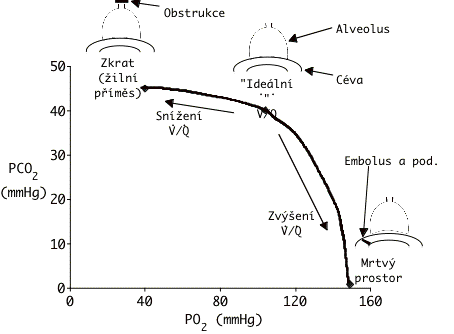 Obstrukce
Alveolus
Céva
Zkrat
(žilní
příměs)
"Ideální
V/Q
50
40
30
20
10
0
PCO2
(mmHg)
Snížení
V̇/Q
Zvýšení
V̇/Q
Embolus a pod.
Mrtvý
prostor
0
40
80
120
160
PO2 (mmHg)